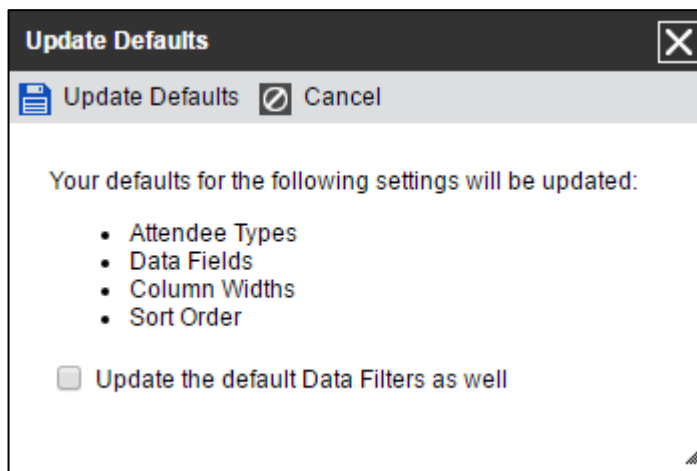 Update Defaults
Update Defaults Cancel
Your defaults for the following settings will be updated:
Attendee Types
Data Fields
Column Widths
Sort Order
Update the default Data Filters as well